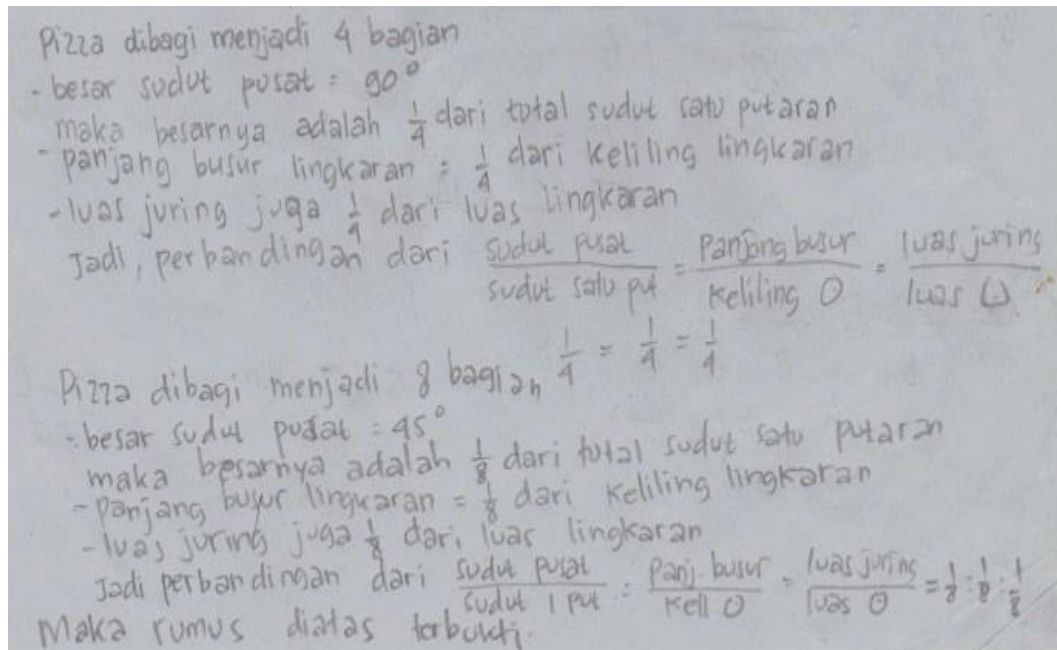 Pizza dibagi menjadi 4 bagian
- besar sudut pusat = 90°
maka besarnya adalah 1/4 dari total sudut satu putaran
- panjang busur lingkaran = 1/4 dari keliling lingkaran
- luas juring juga 1/4 dari luas lingkaran
Jadi, perbandingan dari sudut pusat/sudut satu put = Panjang busur/Keliling O = luas juring/luas O
1/4 = 1/4 = 1/4
Pizza dibagi menjadi 8 bagian
- besar sudut pusat = 45°
maka besarnya adalah 1/8 dari total sudut satu putaran
- Panjang busur lingkaran = 1/8 dari Keliling lingkaran
- luas juring juga 1/8 dari luas lingkaran
Jadi perbandingan dari sudut pusat/sudut 1 put = Panj. busur/Kell O = luas juring/luas O = 1/8 : 1/8 : 1/8
Maka rumus diatas terbukti.